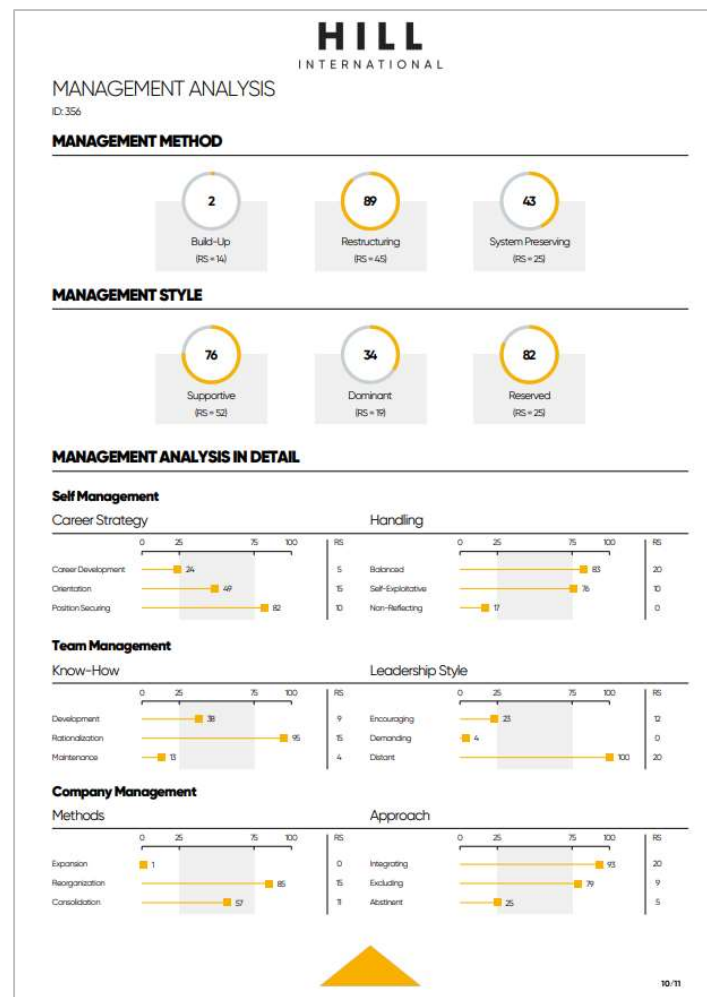 HILL
INTERNATIONAL
MANAGEMENT ANALYSIS
ID: 356
MANAGEMENT METHOD
2 89 43
Build-Up Restructuring System Preserving
(RS = 14) (RS = 45) (RS = 25)
MANAGEMENT STYLE
76 34 82
Supportive Dominant Reserved
(RS = 52) (RS = 19) (RS = 25)
MANAGEMENT ANALYSIS IN DETAIL
Self Management
Career Strategy
0 25 75 100 RS
Career Development 24 5
Orientation 49 15
Position Securing 82 10
Handling
0 25 75 100 RS
Balanced 83 20
Self-Exploitative 76 10
Non-Reflecting 17 0
Team Management
Know-How
0 25 75 100 RS
Development 38 9
Rationalization 95 15
Maintenance 13 4
Leadership Style
0 25 75 100 RS
Encouraging 23 12
Demanding 4 0
Distant 100 20
Company Management
Methods
0 25 75 100 RS
Expansion 1 0
Reorganization 85 15
Consolidation 57 11
Approach
0 25 75 100 RS
Integrating 93 20
Excluding 79 9
Abstinent 25 5
10/11